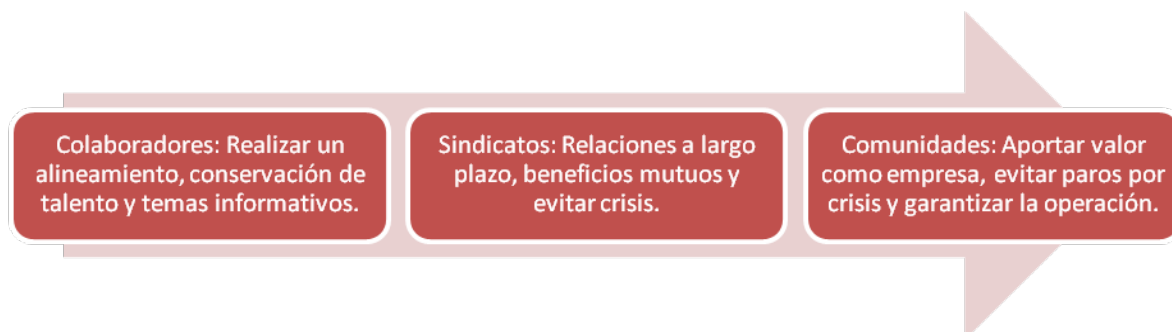 Colaboradores: Realizar un
alineamiento, conservación de
talento y temas informativos.
Sindicatos: Relaciones a largo
plazo, beneficios mutuos y
evitar crisis.
Comunidades: Aportar valor
como empresa, evitar paros por
crisis y garantizar la operación.